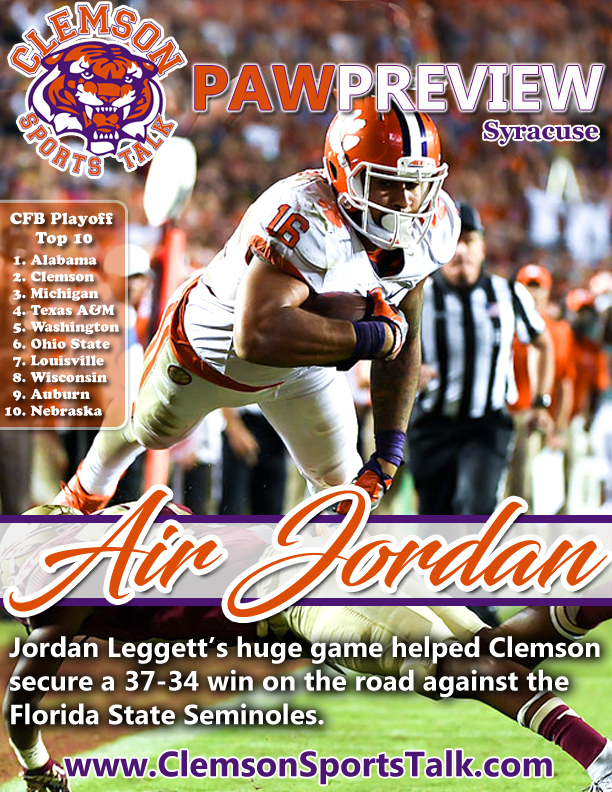 CLEMSON
SPORTS TALK
PAWPREVIEW
Syracuse
16
ACC
CFB Playoff
Top 10
1. Alabama
2. Clemson
3. Michigan
4. Texas A&M
5. Washington
6. Ohio State
7. Louisville
8. Wisconsin
9. Auburn
10. Nebraska
Air Jordan
Jordan Leggett’s huge game helped Clemson
secure a 37-34 win on the road against the
Florida State Seminoles.
www.ClemsonSportsTalk.com